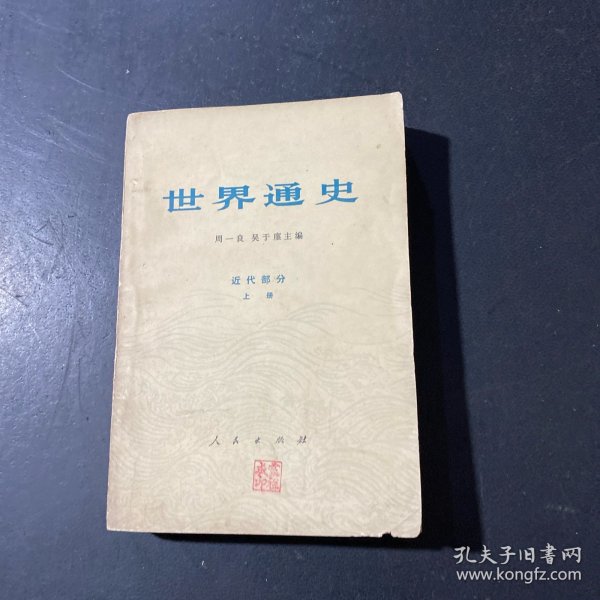 世界通史
周一良 吴于廑主编
近代部分
上 册
人民出版社
孔夫子旧书网
www.kongfz.com